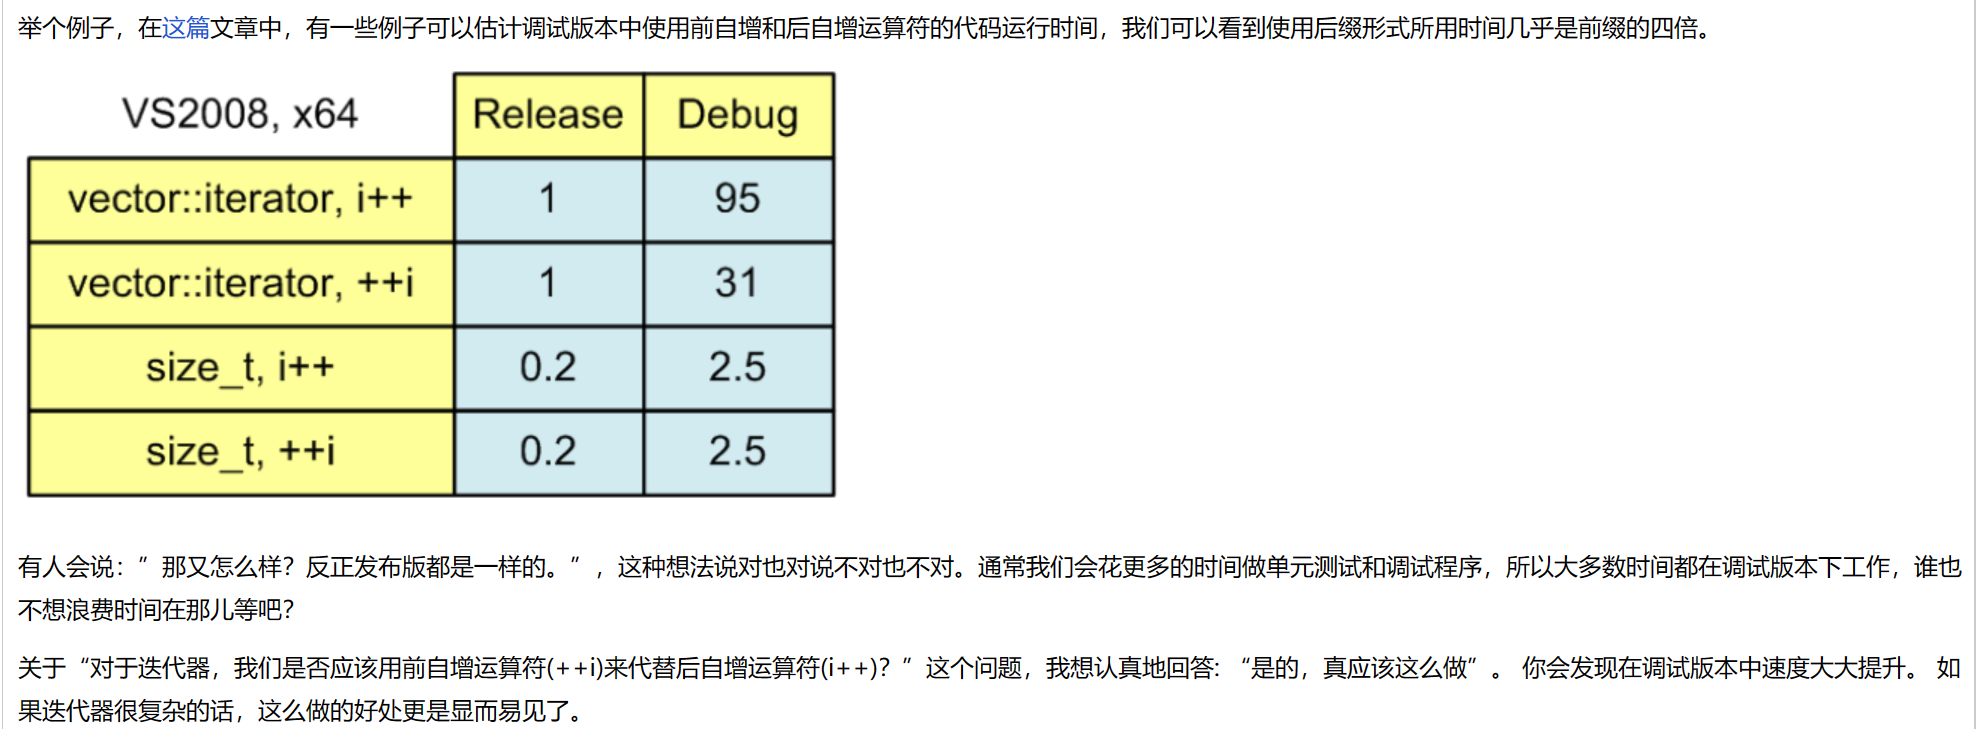 举个例子，在这篇文章中，有一些例子可以估计调试版本中使用前自增和后自增运算符的代码运行时间，我们可以看到使用后缀形式所用时间几乎是前缀的四倍。
VS2008, x64 Release Debug
vector::iterator, i++ 1 95
vector::iterator, ++i 1 31
size_t, i++ 0.2 2.5
size_t, ++i 0.2 2.5
有人会说：”那又怎么样？反正发布版都是一样的。”，这种想法说对也对说不对也不对。通常我们会花更多的时间做单元测试和调试程序，所以大多数时间都在调试版本下工作，谁也
不想浪费时间在那儿等吧？
关于“对于迭代器，我们是否应该用前自增运算符(++i)来代替后自增运算符(i++)？”这个问题，我想认真地回答:“是的，真应该这么做”。 你会发现在调试版本中速度大大提升。 如
果迭代器很复杂的话，这么做的好处更是显而易见了。